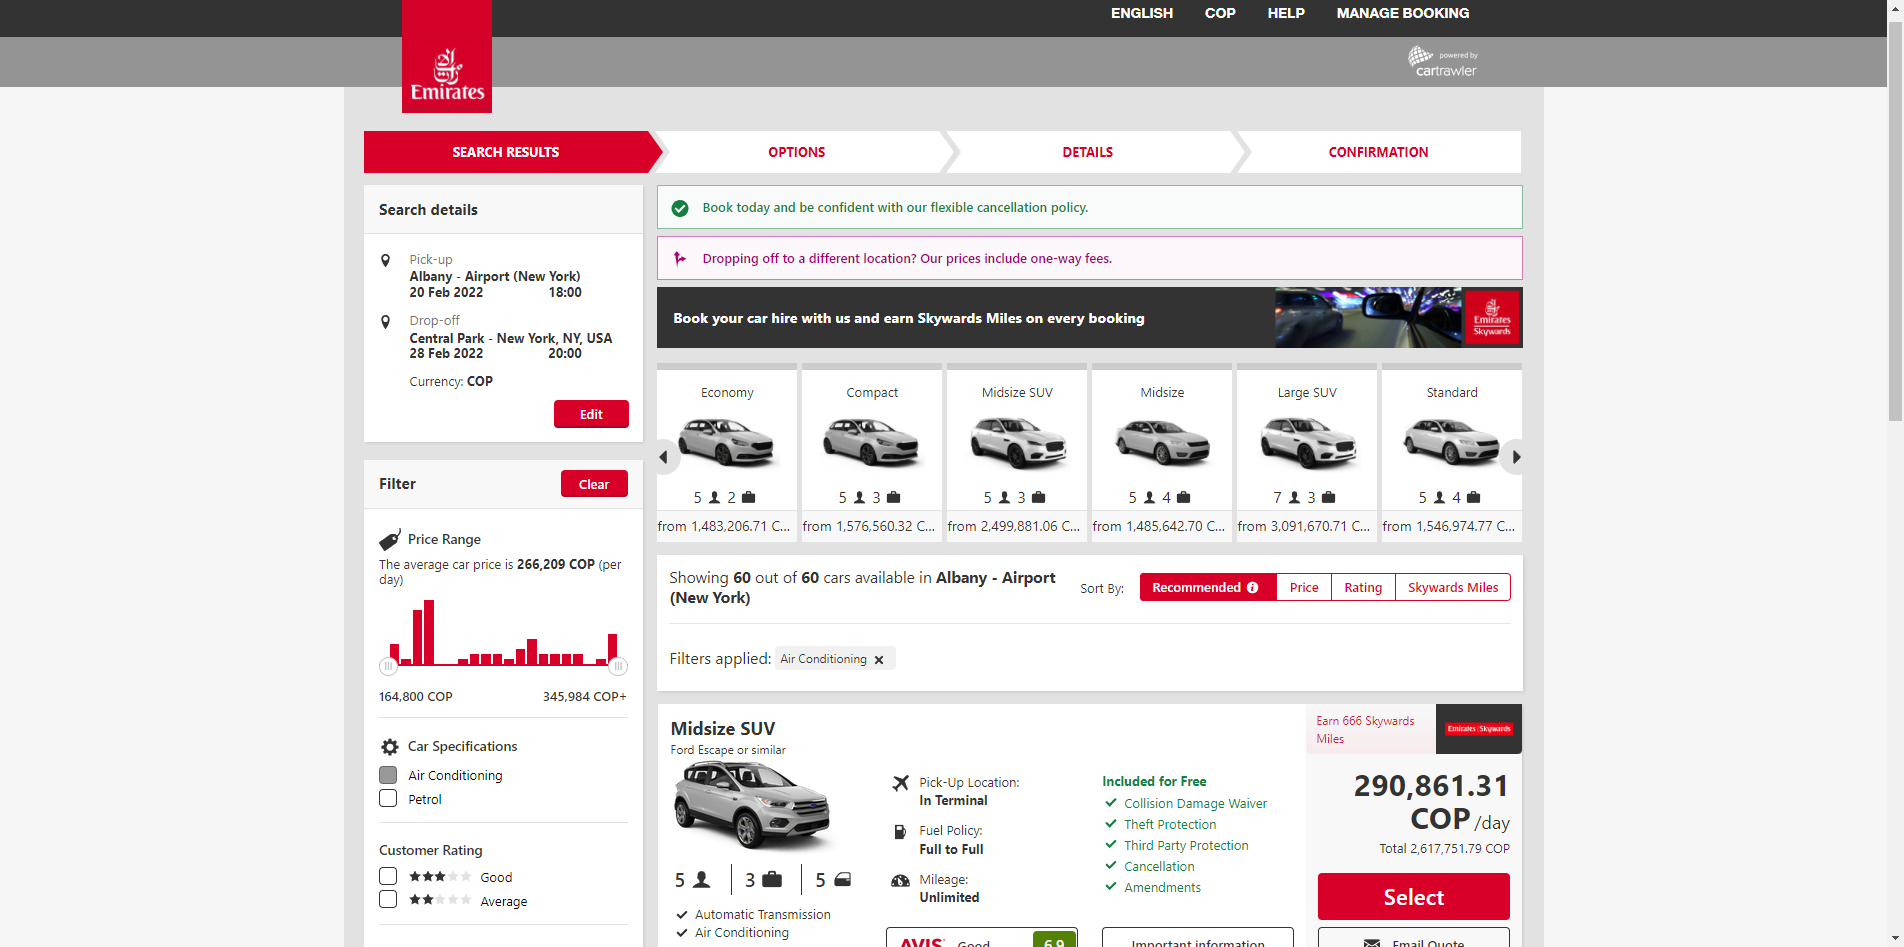 ENGLISH COP HELP MANAGE BOOKING
Emirates
powered by
cartrawler
SEARCH RESULTS
OPTIONS
DETAILS
CONFIRMATION
Search details
Pick-up
Albany - Airport (New York)
20 Feb 2022 18:00
Drop-off
Central Park - New York, NY, USA
28 Feb 2022 20:00
Currency: COP
Edit
Filter
Clear
Price Range
The average car price is 266,209 COP (per
day)
164,800 COP 345,984 COP+
Car Specifications
Air Conditioning
Petrol
Customer Rating
Good
Average
Book today and be confident with our flexible cancellation policy.
Dropping off to a different location? Our prices include one-way fees.
Book your car hire with us and earn Skywards Miles on every booking
Emirates
Skywards
Economy
5 2
from 1,483,206.71 C...
Compact
5 3
from 1,576,560.32 C...
Midsize SUV
5 3
from 2,499,881.06 C...
Midsize
5 4
from 1,485,642.70 C...
Large SUV
7 3
from 3,091,670.71 C...
Standard
5 4
from 1,546,974.77 C...
Showing 60 out of 60 cars available in Albany - Airport
(New York)
Sort By:
Recommended
Price
Rating
Skywards Miles
Filters applied: Air Conditioning
Midsize SUV
Ford Escape or similar
5 3 5
Automatic Transmission
Air Conditioning
Pick-Up Location:
In Terminal
Fuel Policy:
Full to Full
Mileage:
Unlimited
AVIS Good 6.9
Included for Free
Collision Damage Waiver
Theft Protection
Third Party Protection
Cancellation
Amendments
Important information
Earn 666 Skywards
Miles
Emirates Skywards
290,861.31
COP /day
Total 2,617,751.79 COP
Select
Email Quote